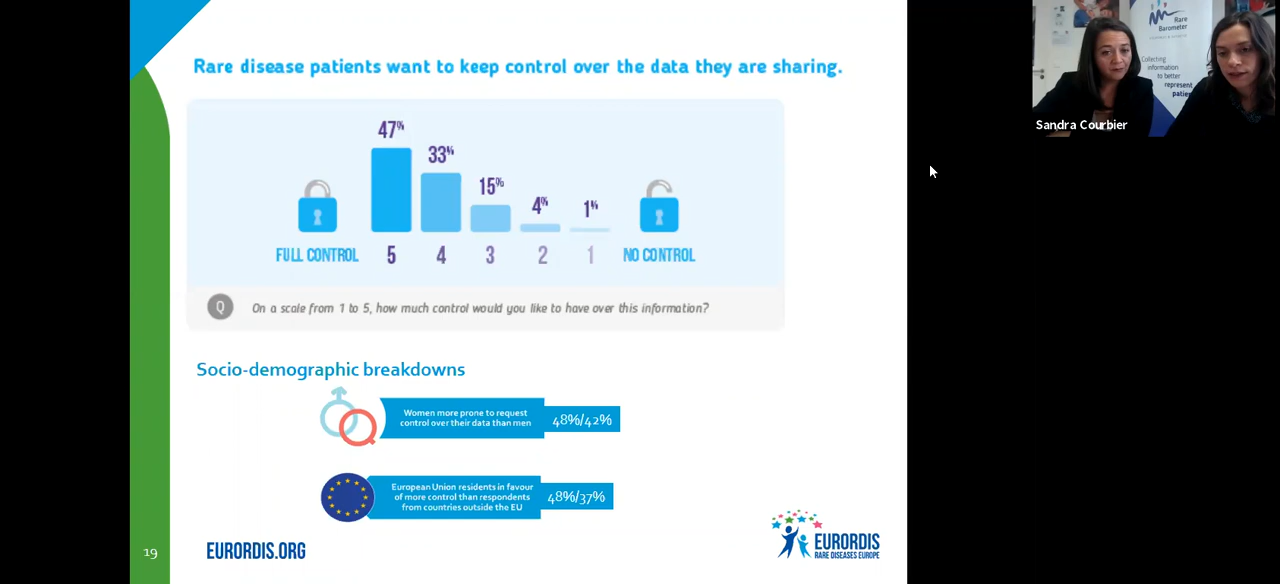 Rare disease patients want to keep control over the data they are sharing.
47%
33%
15%
4%
1%
FULL CONTROL
5
4
3
2
1
NO CONTROL
Q
On a scale from 1 to 5, how much control would you like to have over this information?
Socio-demographic breakdowns
Women more prone to request
control over their data than men
48%/42%
European Union residents in favour
of more control than respondents
from countries outside the EU
48%/37%
19
EURORDIS.ORG
EURORDIS
RARE DISEASES EUROPE
Rare
Barometer
Collecting
information
to better
represent
patie
Sandra Courbier